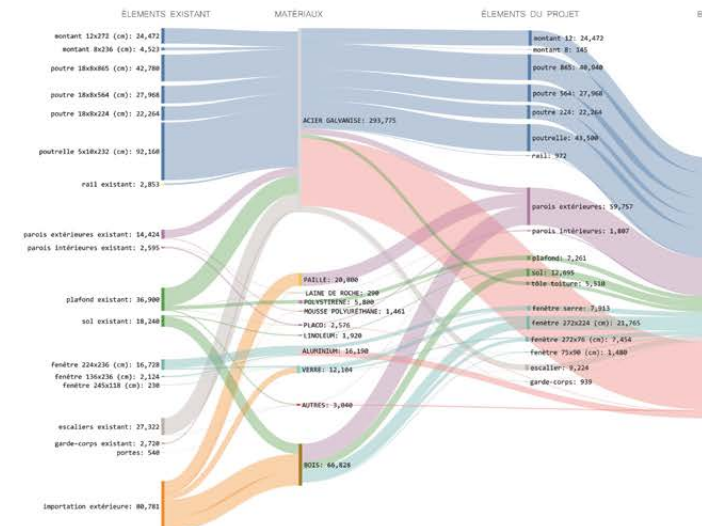 ÉLEMENTS EXISTANT
MATÉRIAUX
ÉLEMENTS DU PROJET
montant 12x272 (cm): 24,472
montant 8x236 (cm): 4,523
poutre 18x8x865 (cm): 42,780
poutre 18x8x564 (cm): 27,968
poutre 18x8x224 (cm): 22,264
poutrelle 5x10x232 (cm): 92,160
rail existant: 2,853
parois extérieures existant: 14,424
parois intérieures existant: 2,595
plafond existant: 36,900
sol existant: 18,240
fenêtre 224x236 (cm): 16,728
fenêtre 136x236 (cm): 2,124
fenêtre 245x118 (cm): 230
escaliers existant: 27,322
garde-corps existant: 2,720
portes: 540
importation extérieure: 80,781
ACIER GALVANISE: 293,775
PAILLE: 20,800
LAINE DE ROCHE: 290
POLYSTIRENE: 5,800
MOUSSE POLYURÉTHANE: 1,461
PLACO: 2,576
LINOLEUM: 1,920
ALUMINIUM: 16,190
VERRE: 12,104
AUTRES: 3,040
BOIS: 66,828
montant 12: 24,472
montant 8: 345
poutre 865: 40,940
poutre 564: 27,968
poutre 224: 22,264
poutrelle: 43,500
rail: 972
parois extérieures: 59,757
parois intérieures: 1,807
plafond: 7,261
sol: 12,695
tôle toiture: 5,510
fenêtre serre: 7,913
fenêtre 272x224 (cm): 21,765
fenêtre 272x76 (cm): 7,454
fenêtre 75x90 (cm): 1,480
escalier: 9,224
garde-corps: 939